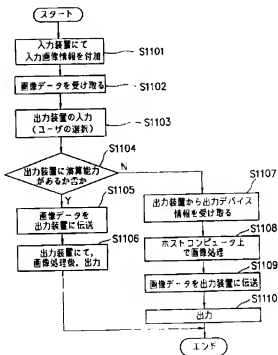 スタート
入力装置にて
入力画像情報を付加
S1101
画像データを受け取る
S1102
出力装置の入力
(ユーザの選択)
S1103
S1104
出力装置に演算能力
があるか否か
N
Y
S1105
画像データを
出力装置に伝送
S1106
出力装置にて,
画像処理後,出力
S1107
出力装置から出力デバイス
情報を受け取る
S1108
ホストコンピュータ上
で画像処理
S1109
画像データを出力装置に伝送
S1110
出力
エンド